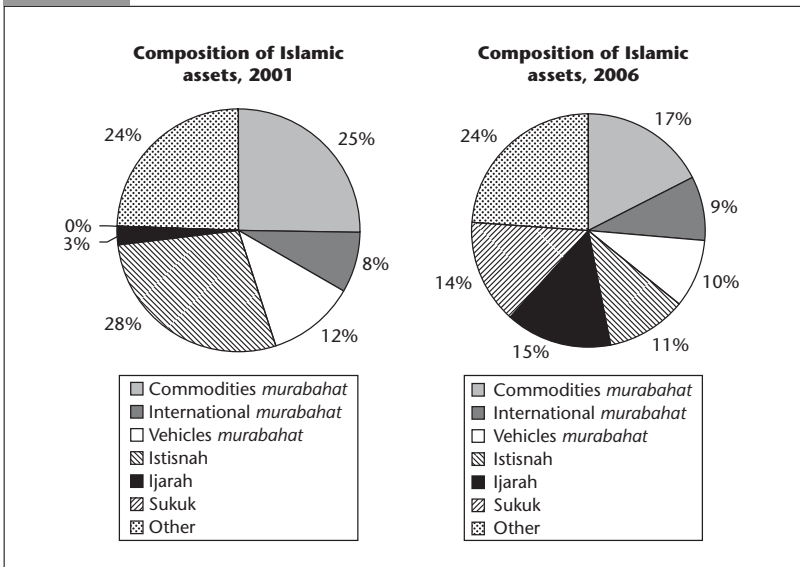 Composition of Islamic
assets, 2001
24%
25%
0%
3%
8%
28%
12%
Commodities murabahat
International murabahat
Vehicles murabahat
Istisnah
Ijarah
Sukuk
Other
Composition of Islamic
assets, 2006
24%
17%
9%
14%
10%
15%
11%
Commodities murabahat
International murabahat
Vehicles murabahat
Istisnah
Ijarah
Sukuk
Other